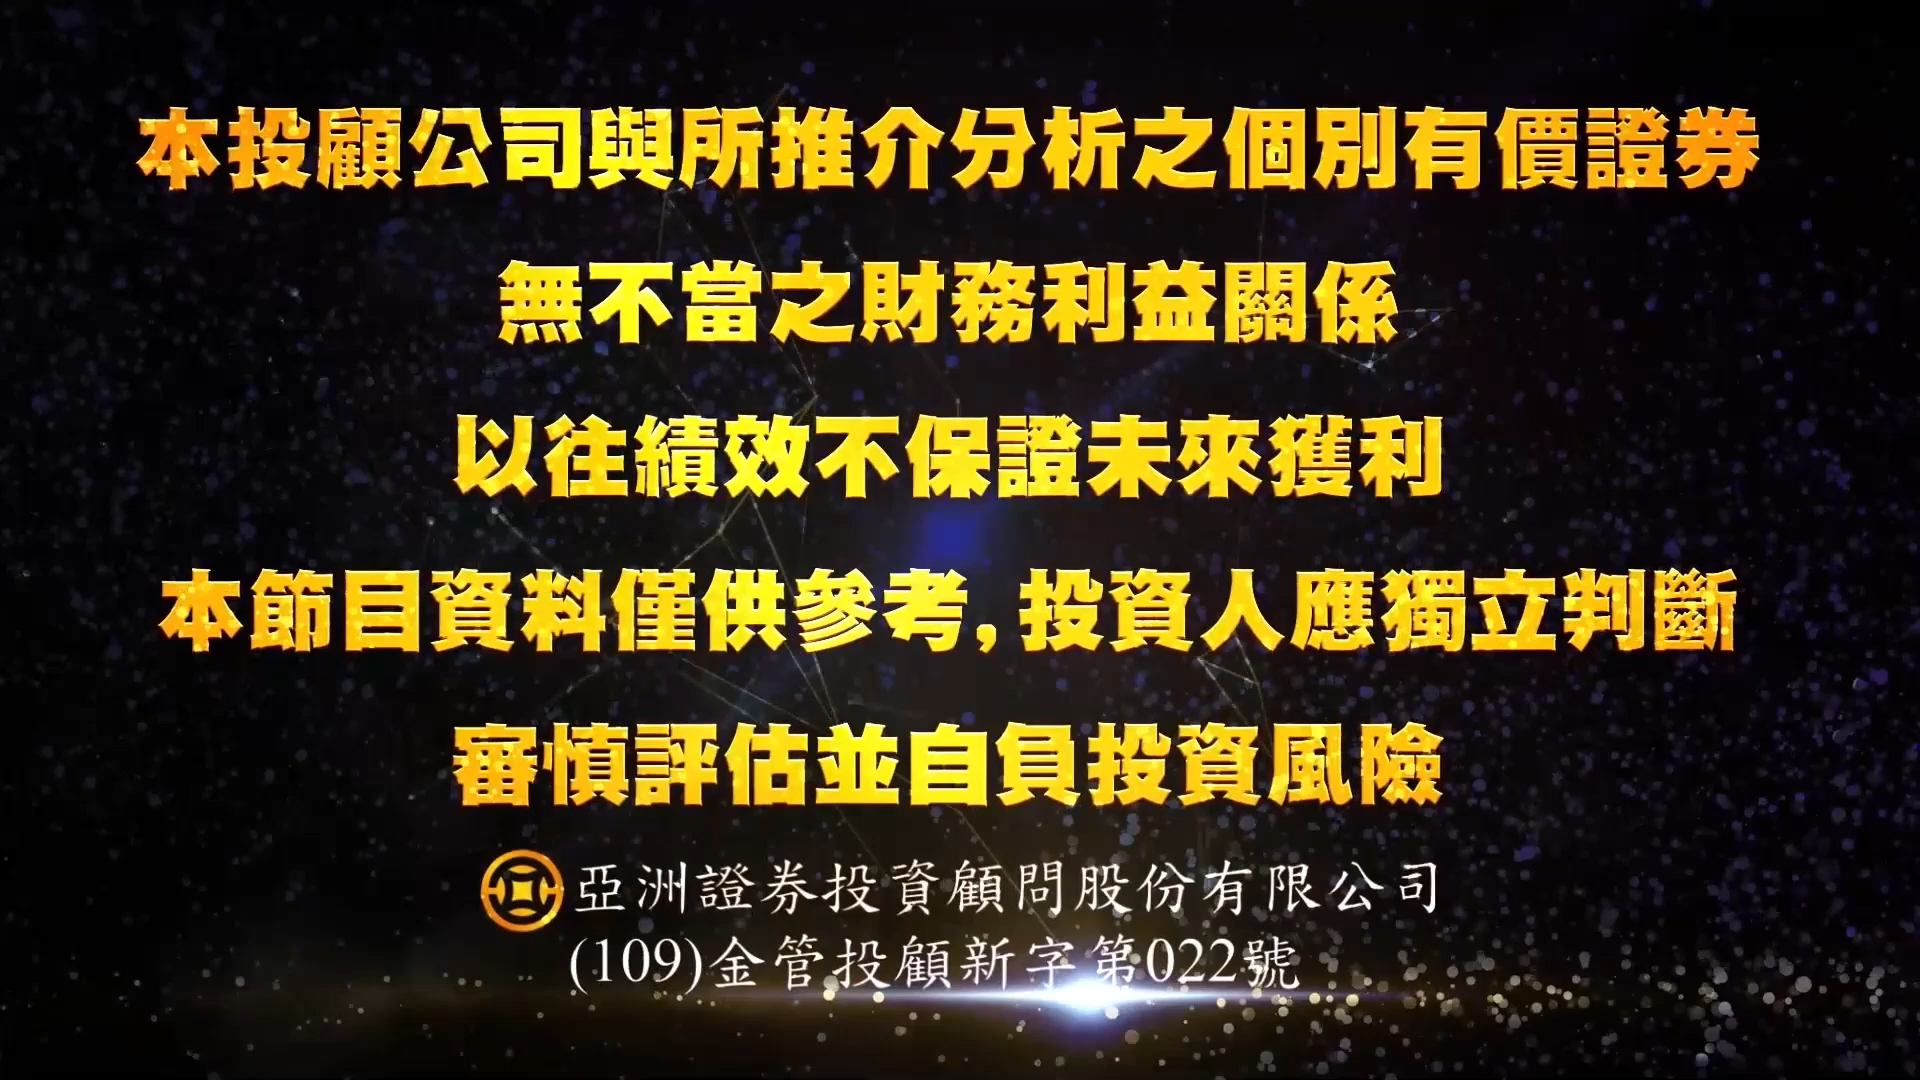 本投顧公司與所推介分析之個別有價證券
無不當之財務利益關係
以往績效不保證未來獲利
本節目資料僅供參考,投資人應獨立判斷
審慎評估並自負投資風險
亞洲證券投資顧問股份有限公司
(109)金管投顧新字第022號